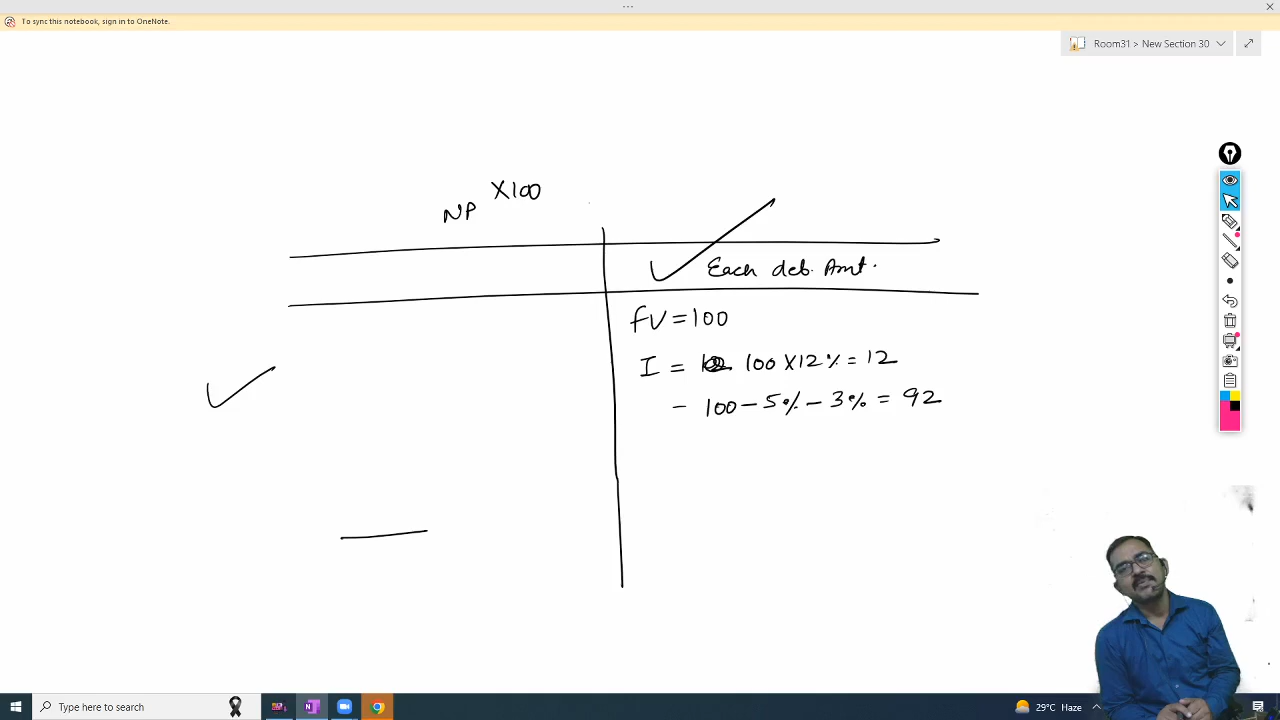 To sync this notebook, sign in to OneNote.
Room31 > New Section 30
X100
NP
Each deb. Amt.
FV = 100
I = 100 X 12% = 12
- 100 - 5% - 3% = 92
Type here to search
29°C Haze